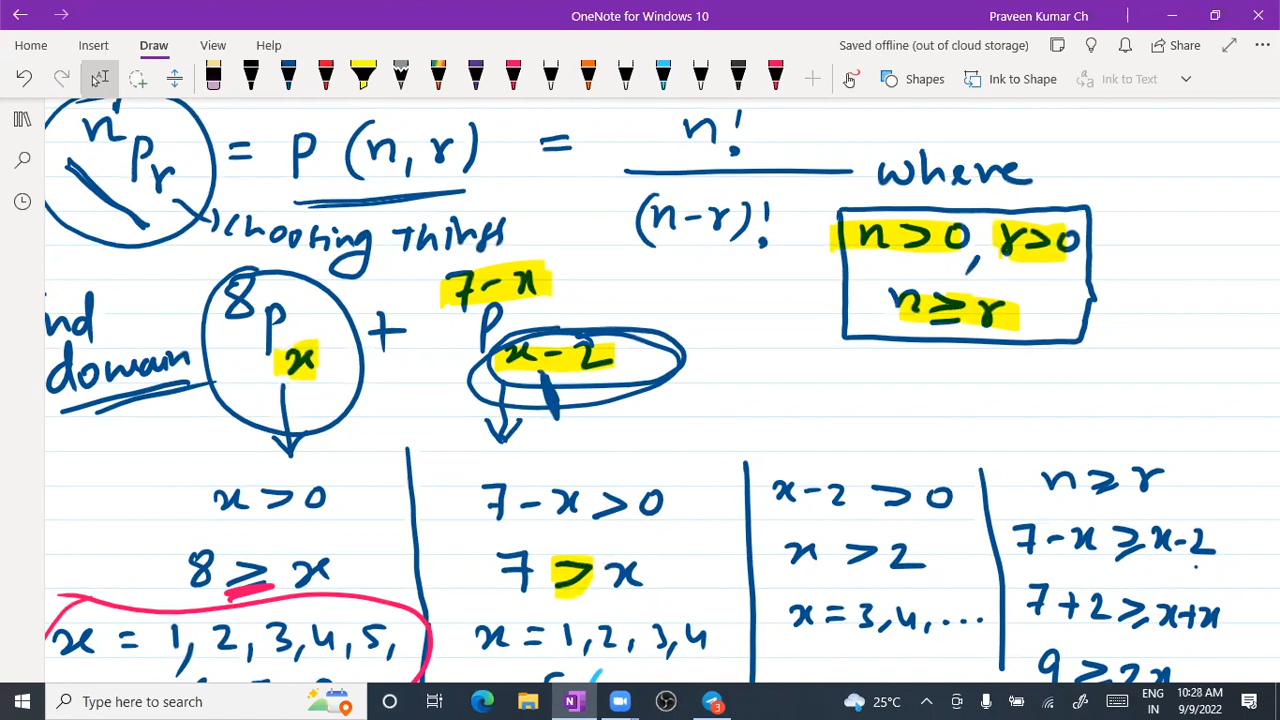 OneNote for Windows 10
Praveen Kumar Ch
Home Insert Draw View Help
Saved offline (out of cloud storage)
Share
Shapes
Ink to Shape
Ink to Text
nPr = P (n, r) = n! / (n-r)! where
n > 0, r > 0
n ≥ r
choosing things
nd domain
8Px + 7-xPx-2
x > 0
8 ≥ x
x = 1, 2, 3, 4, 5,
7 - x > 0
7 > x
x = 1, 2, 3, 4
x - 2 > 0
x > 2
x = 3, 4, ...
n ≥ r
7 - x ≥ x - 2
7 + 2 ≥ x + x
9 ≥ 2x
Type here to search
3
25°C
ENG
IN
10:28 AM
9/9/2022